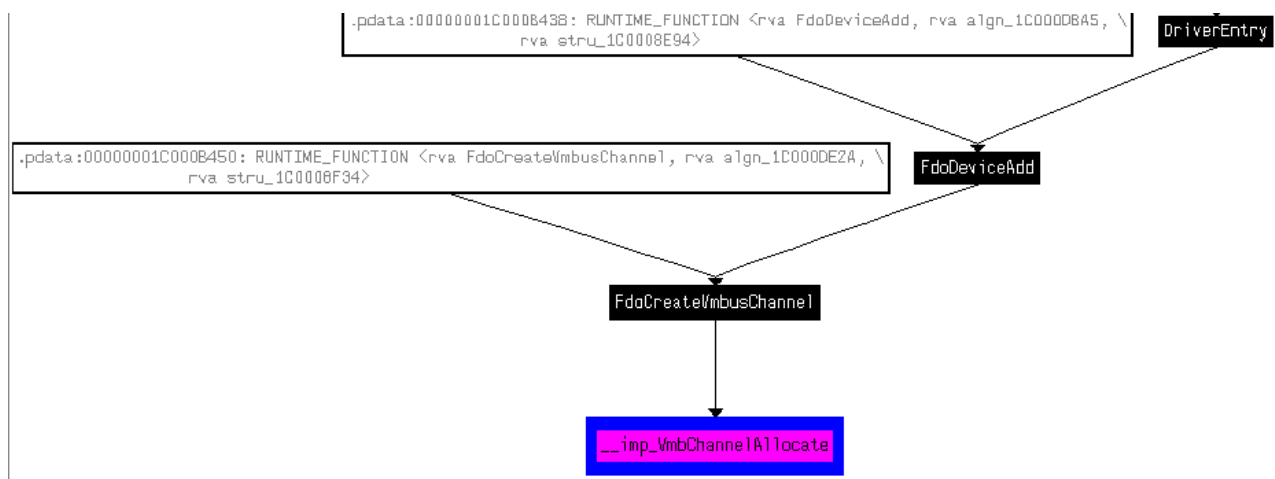 .pdata:00000001C000B438: RUNTIME_FUNCTION <rva FdoDeviceAdd, rva algn_1C000DBA5, \
rva stru_1C0008E94>
DriverEntry
.pdata:00000001C000B450: RUNTIME_FUNCTION <rva FdoCreateVmbusChannel, rva algn_1C000DE2A, \
rva stru_1C0008F34>
FdoDeviceAdd
FdoCreateVmbusChannel
__imp_VmbChannelAllocate